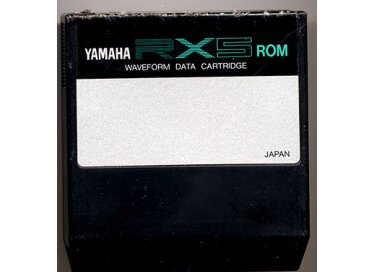 YAMAHA RX5 ROM
WAVEFORM DATA CARTRIDGE
JAPAN